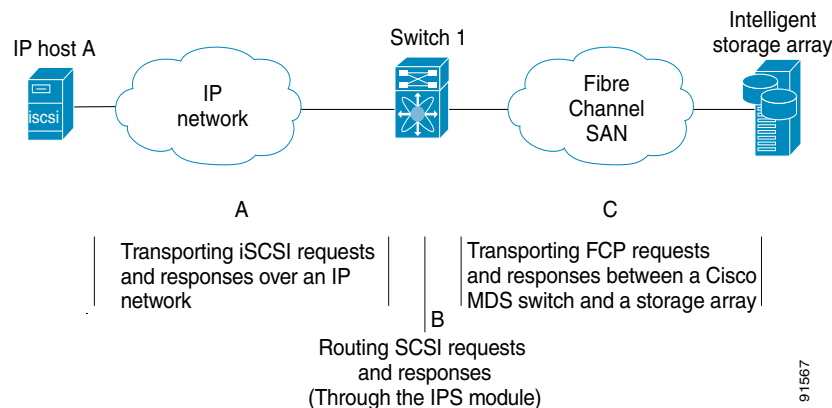 IP host A
Switch 1
Intelligent
storage array
iscsi
IP
network
Fibre
Channel
SAN
A
C
Transporting iSCSI requests
and responses over an IP
network
Transporting FCP requests
and responses between a Cisco
MDS switch and a storage array
B
Routing SCSI requests
and responses
(Through the IPS module)
91567